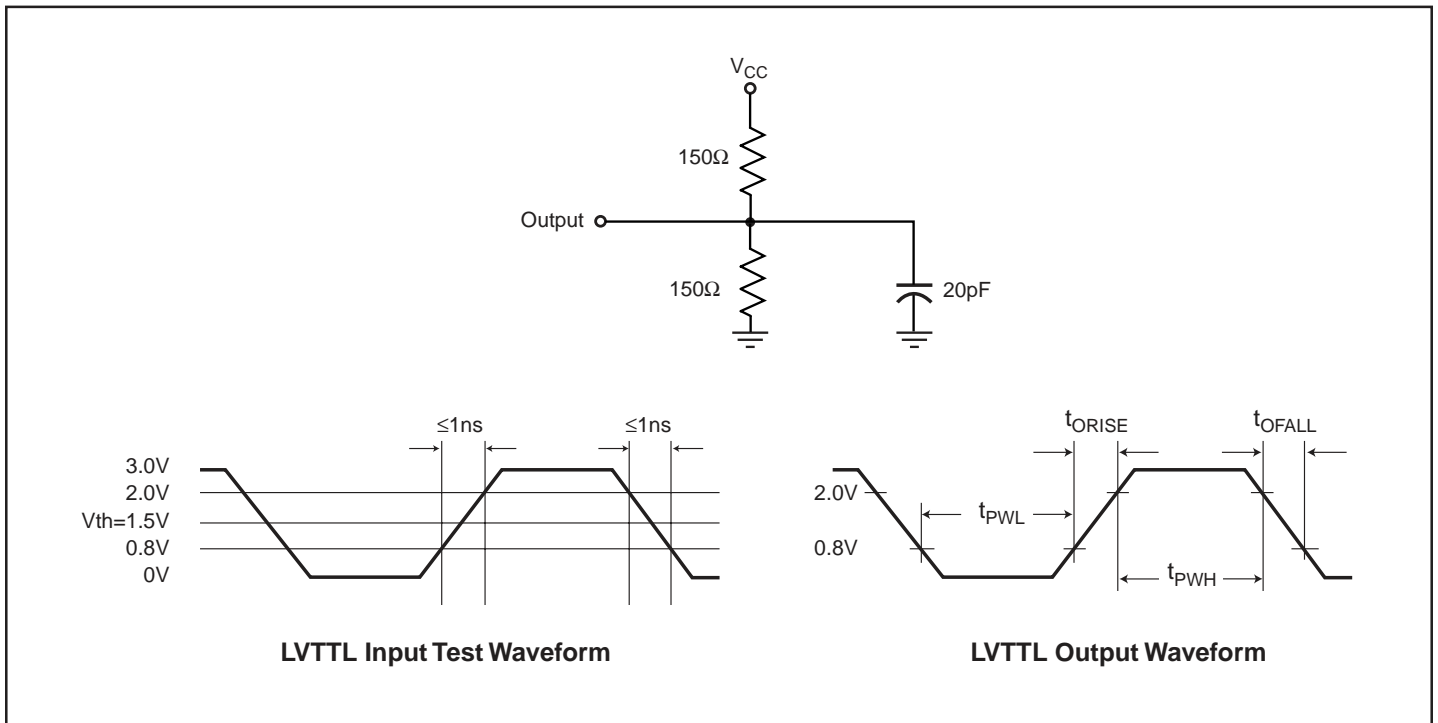 VCC
150Ω
Output
150Ω
20pF
≤1ns
≤1ns
3.0V
2.0V
Vth=1.5V
0.8V
0V
LVTTL Input Test Waveform
tORISE
tOFALL
2.0V
tPWL
0.8V
tPWH
LVTTL Output Waveform